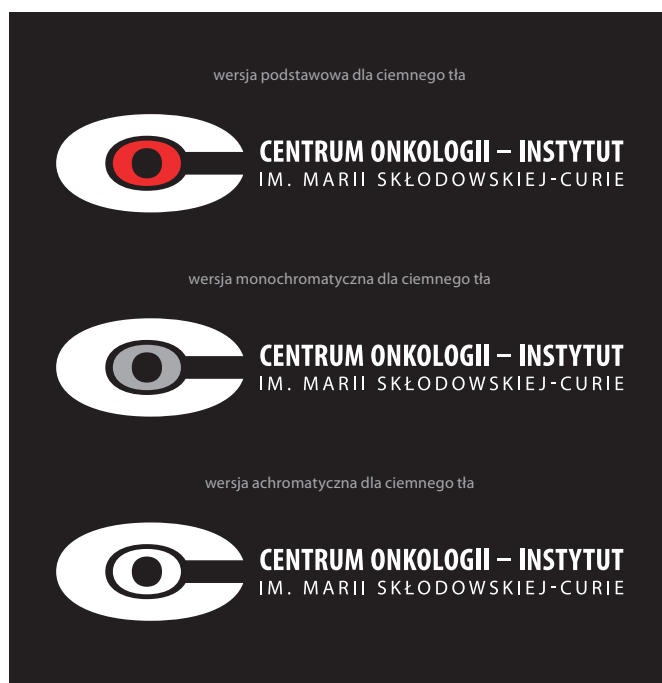 wersja podstawowa dla ciemnego tła
CENTRUM ONKOLOGII – INSTYTUT
IM. MARII SKŁODOWSKIEJ-CURIE
wersja monochromatyczna dla ciemnego tła
CENTRUM ONKOLOGII – INSTYTUT
IM. MARII SKŁODOWSKIEJ-CURIE
wersja achromatyczna dla ciemnego tła
CENTRUM ONKOLOGII – INSTYTUT
IM. MARII SKŁODOWSKIEJ-CURIE